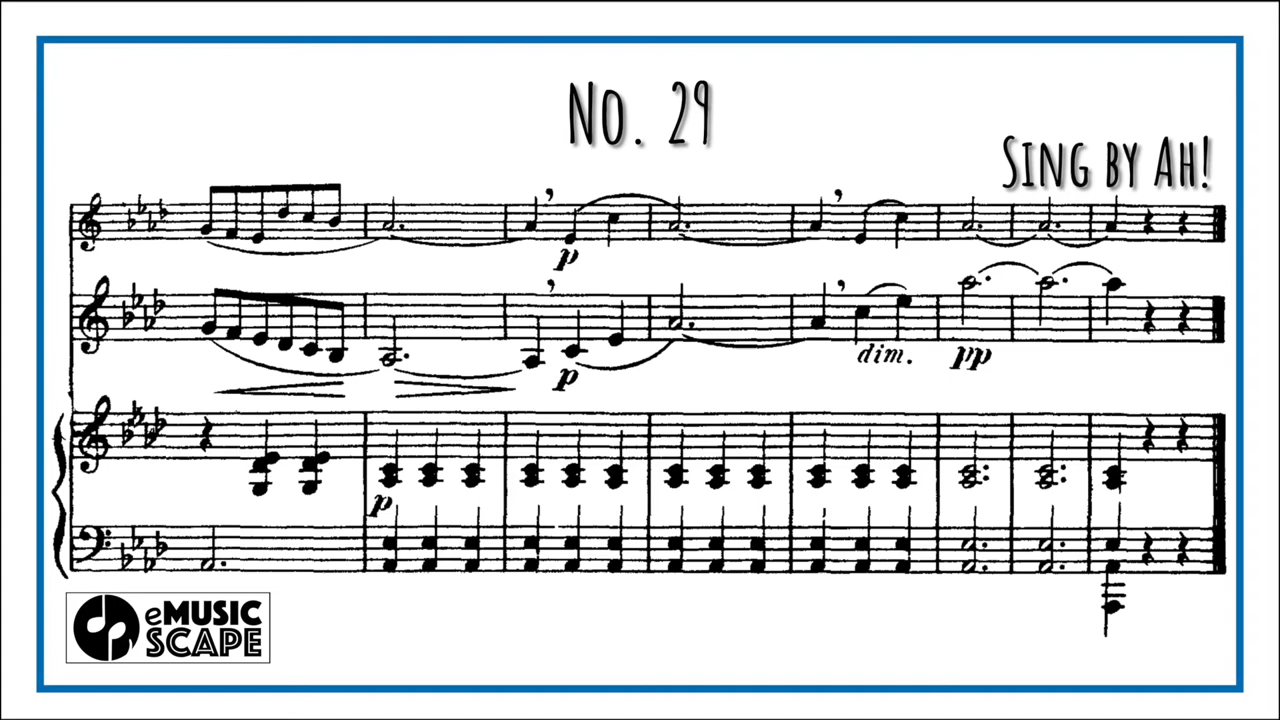 No. 29
Sing by Ah!
p
p
dim.
pp
p
eMUSIC
SCAPE